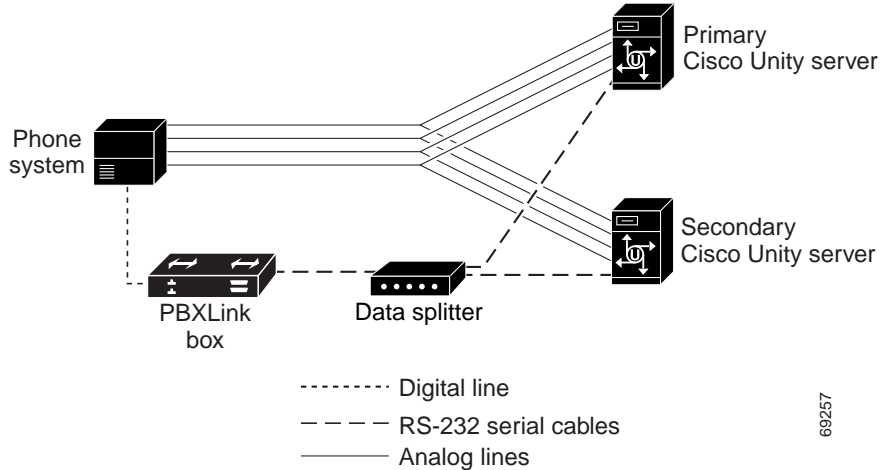 Primary
Cisco Unity server
Phone
system
Secondary
Cisco Unity server
PBXLink
box
Data splitter
Digital line
RS-232 serial cables
Analog lines
69257